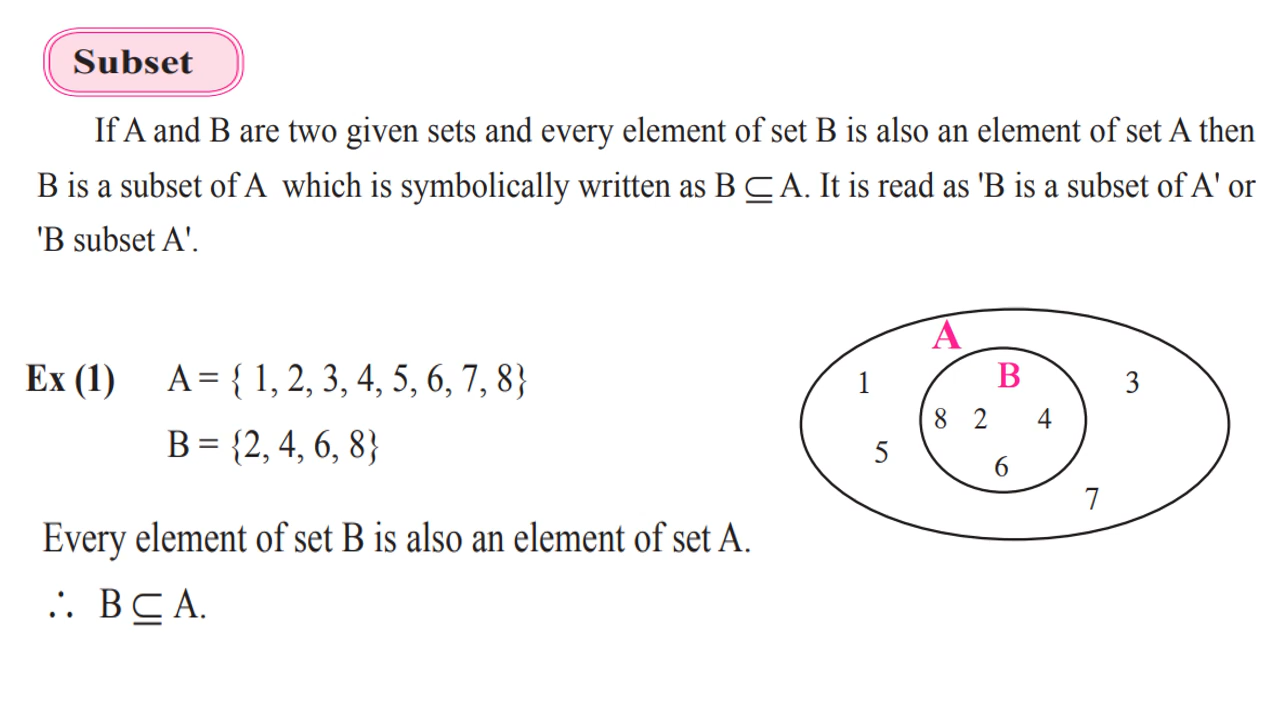 Subset
If A and B are two given sets and every element of set B is also an element of set A then
B is a subset of A which is symbolically written as B ⊆ A. It is read as 'B is a subset of A' or
'B subset A'.
Ex (1) A = { 1, 2, 3, 4, 5, 6, 7, 8}
B = {2, 4, 6, 8}
Every element of set B is also an element of set A.
∴ B ⊆ A.
A
B
1
3
8 2 4
5
6
7